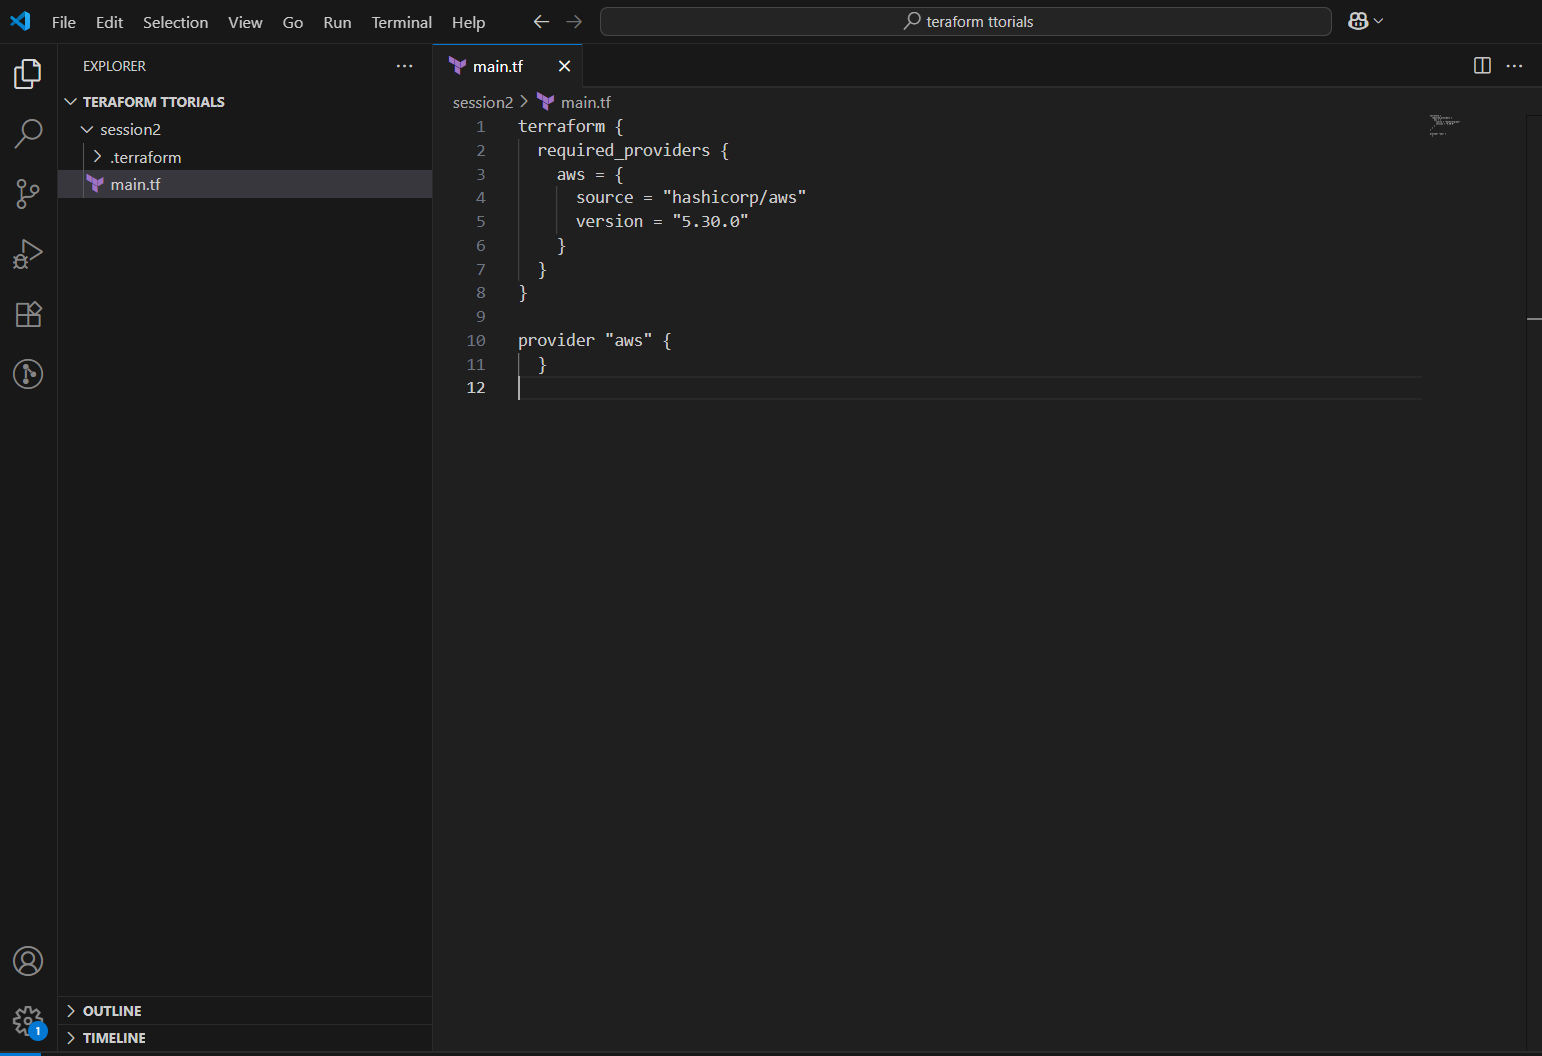 File Edit Selection View Go Run Terminal Help
teraform ttorials
EXPLORER
TERAFORM TTORIALS
session2
.terraform
main.tf
OUTLINE
TIMELINE
1
main.tf
session2 > main.tf
1 terraform {
2 required_providers {
3 aws = {
4 source = "hashicorp/aws"
5 version = "5.30.0"
6 }
7 }
8 }
9
10 provider "aws" {
11 }
12